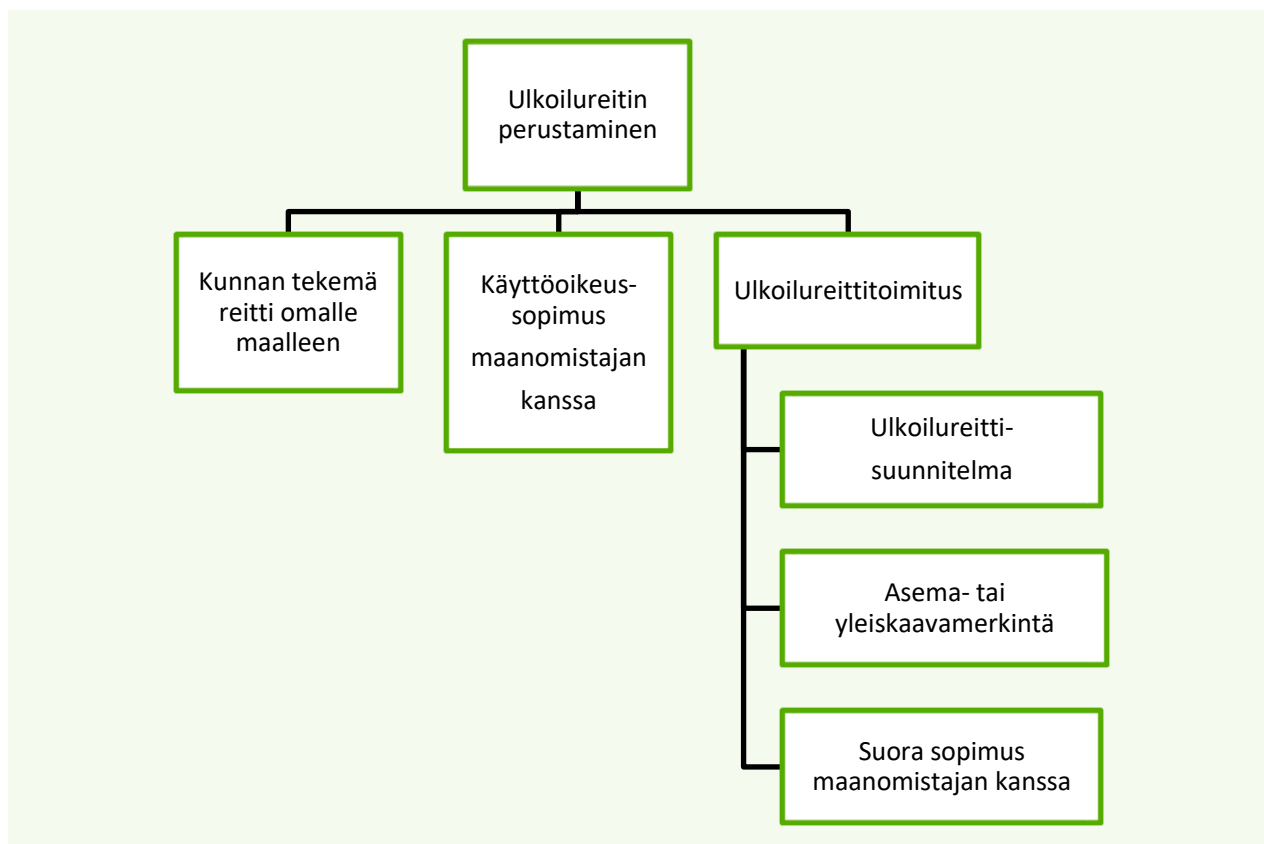 Ulkoilureitin
perustaminen
Kunnan tekemä
reitti omalle
maalleen
Käyttöoikeus-
sopimus
maanomistajan
kanssa
Ulkoilureittitoimitus
Ulkoilureitti-
suunnitelma
Asema- tai
yleiskaavamerkintä
Suora sopimus
maanomistajan kanssa